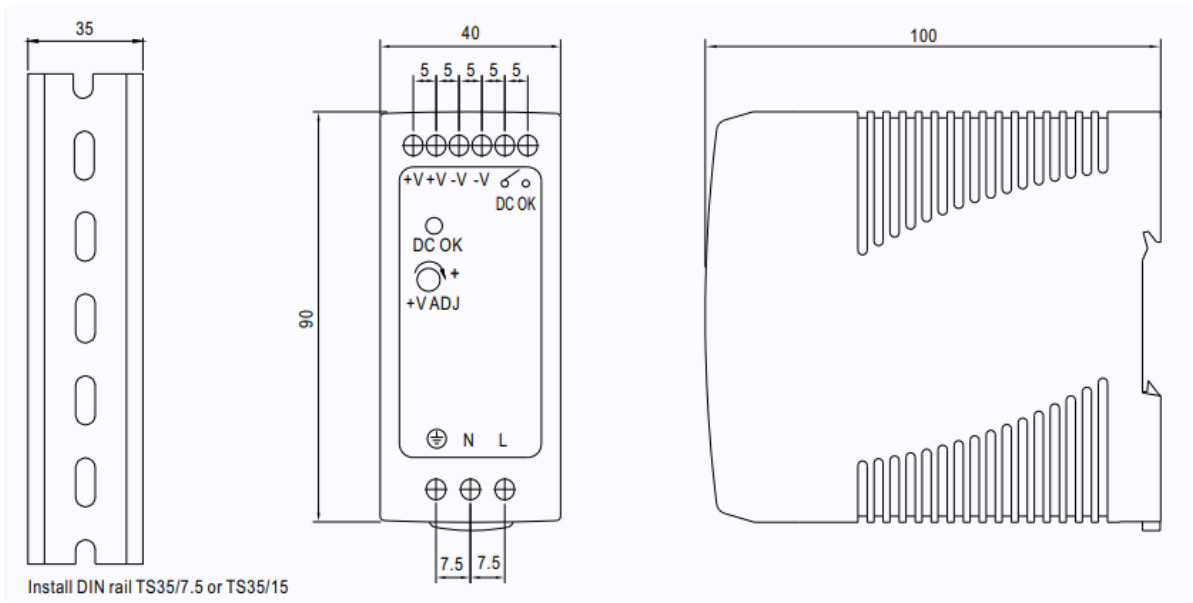 35
40
100
5 5 5 5 5
+V +V -V -V
DC OK
DC OK
+
+V ADJ
90
N L
7.5 7.5
Install DIN rail TS35/7.5 or TS35/15